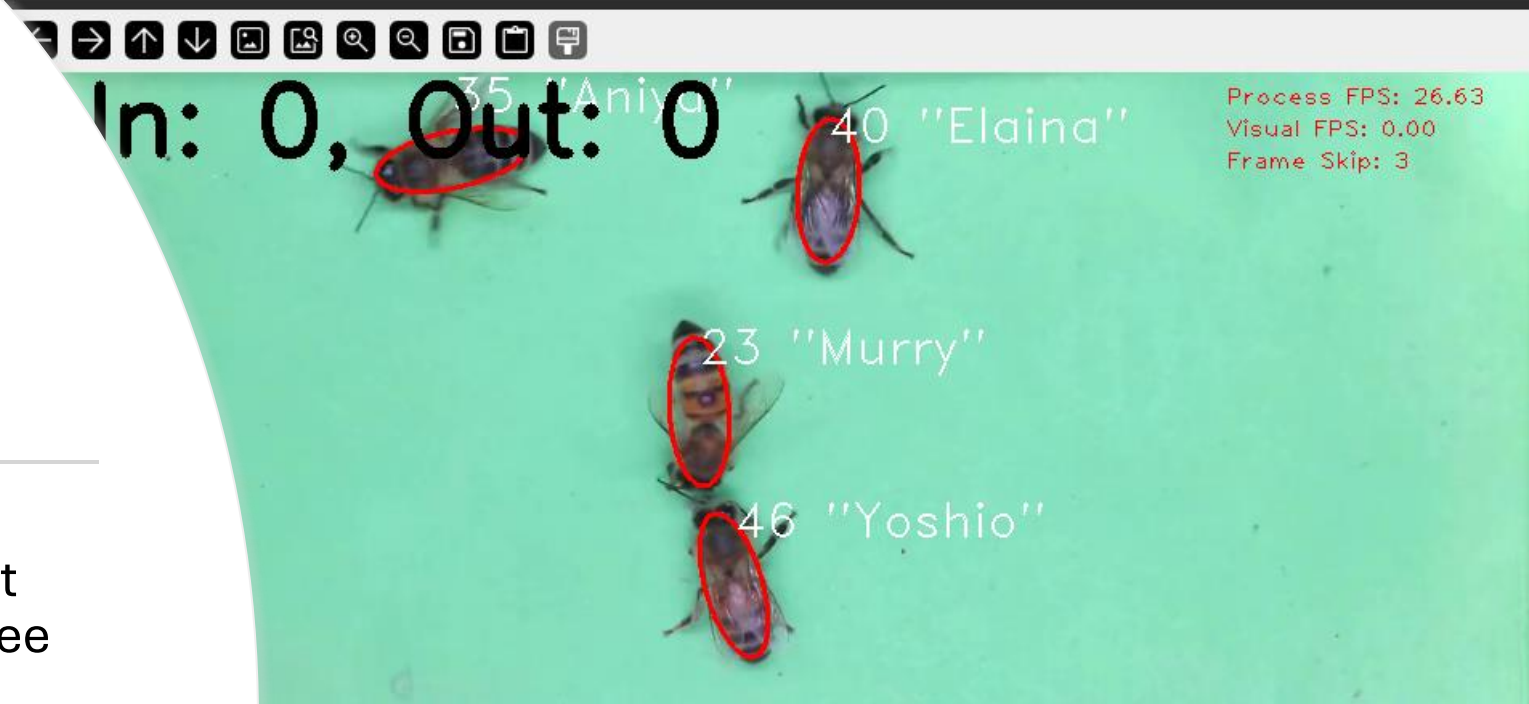 In: 0, Out: 0
35 "Aniya"
40 "Elaina"
Process FPS: 26.63
Visual FPS: 0.00
Frame Skip: 3
23 "Murry"
46 "Yoshio"
t
ee